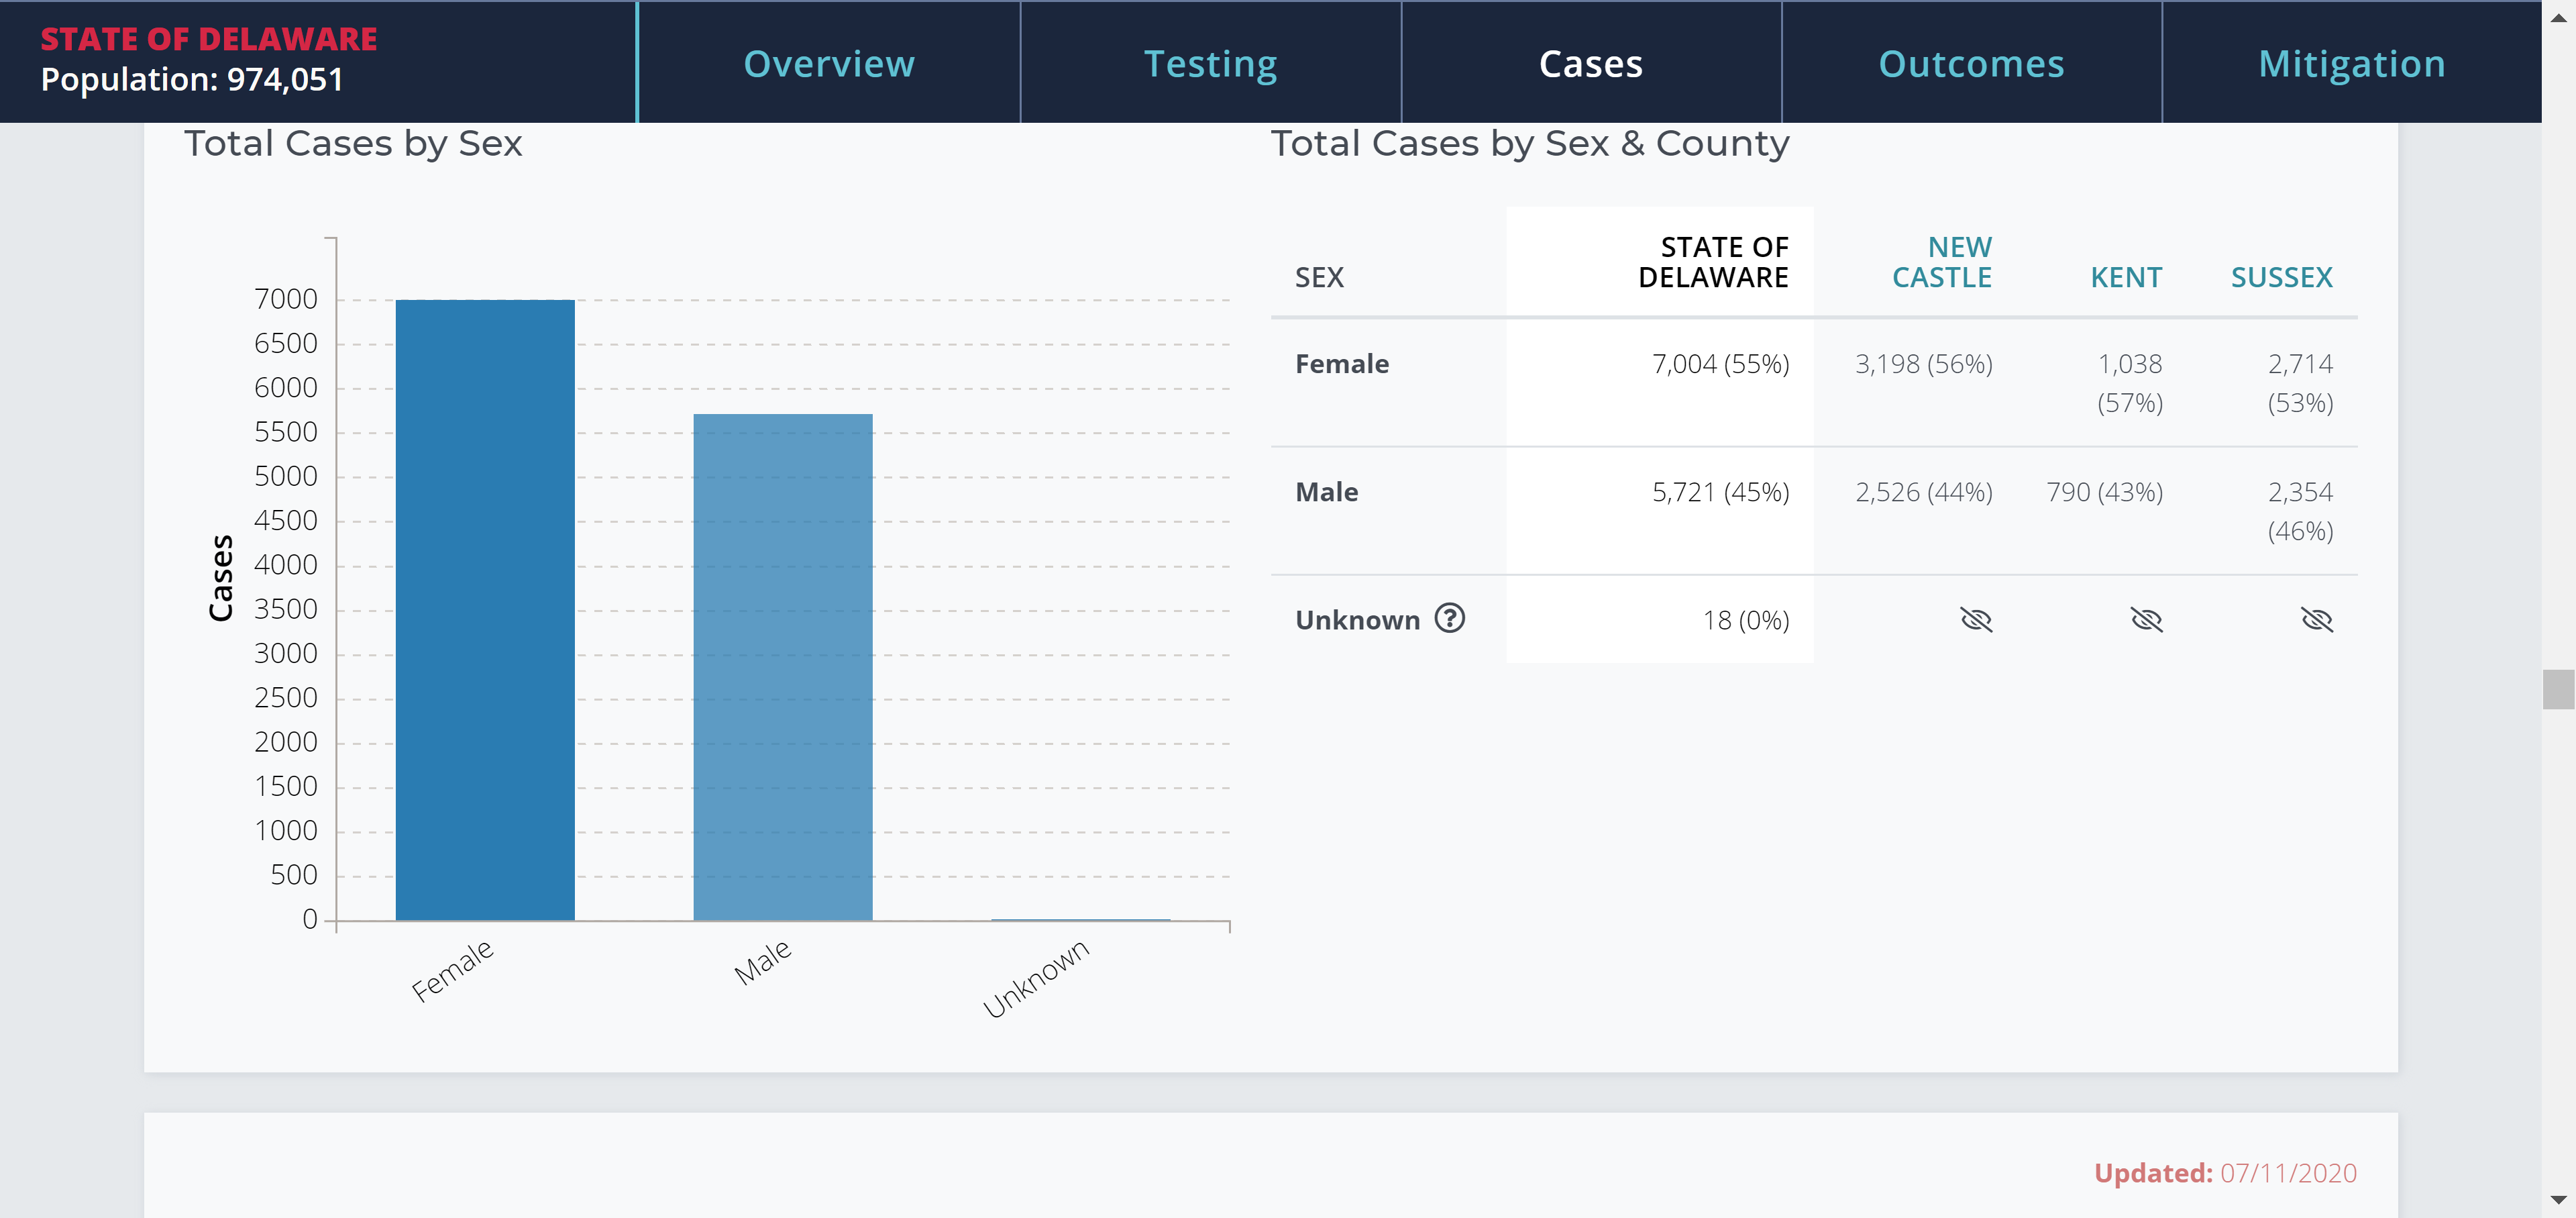 STATE OF DELAWARE
Population: 974,051
Overview
Testing
Cases
Outcomes
Mitigation
Total Cases by Sex
Cases
7000
6500
6000
5500
5000
4500
4000
3500
3000
2500
2000
1500
1000
500
0
Female
Male
Unknown
Total Cases by Sex & County
SEX
STATE OF
DELAWARE
NEW
CASTLE
KENT
SUSSEX
Female
7,004 (55%)
3,198 (56%)
1,038
(57%)
2,714
(53%)
Male
5,721 (45%)
2,526 (44%)
790 (43%)
2,354
(46%)
Unknown ?
18 (0%)
Updated: 07/11/2020